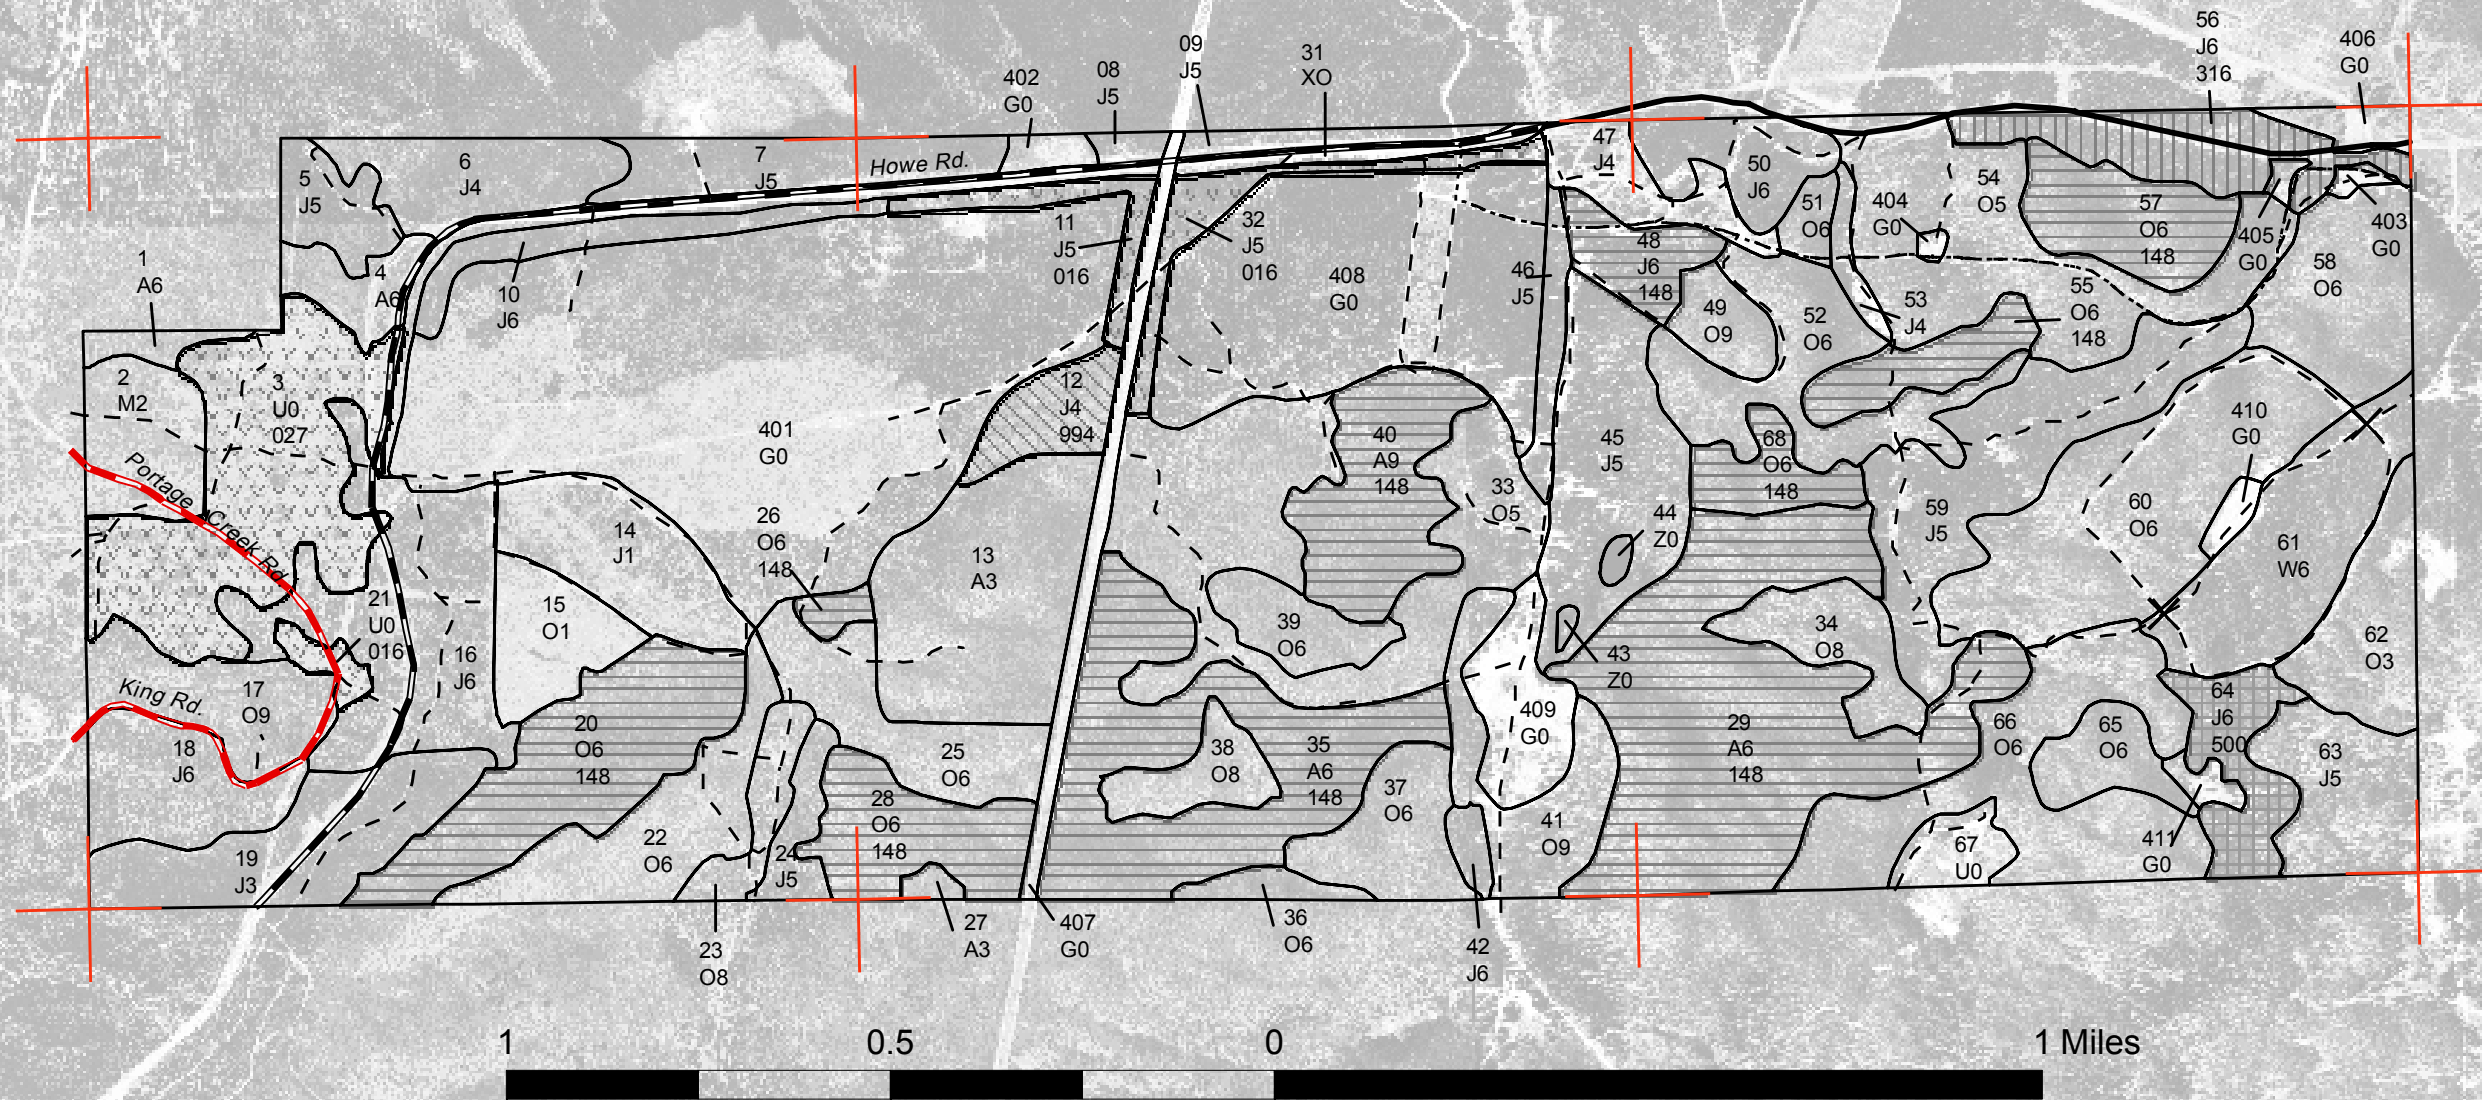 56
J6
316
406
G0
09
J5
31
XO
08
J5
402
G0
47
J4
6
J4
7
J5
Howe Rd.
5
J5
50
J6
54
O5
404
G0
51
O6
57
O6
148
403
G0
405
G0
58
O6
11
J5
016
32
J5
016
48
J6
148
1
A6
4
A6
10
J6
408
G0
46
J5
55
O6
148
53
J4
49
O9
52
O6
2
M2
3
U0
027
12
J4
994
401
G0
40
A9
148
45
J5
68
O6
148
410
G0
Portage Creek Rd.
33
O5
44
Z0
59
J5
60
O6
61
W6
14
J1
26
O6
148
13
A3
15
O1
21
U0
016
16
J6
39
O6
34
O8
43
Z0
62
O3
King Rd.
17
O9
18
J6
20
O6
148
409
G0
64
J6
500
29
A6
148
66
O6
65
O6
63
J5
25
O6
38
O8
35
A6
148
37
O6
28
O6
148
22
O6
24
J5
41
O9
67
U0
411
G0
19
J3
27
A3
407
G0
36
O6
23
O8
42
J6
1
0.5
0
1 Miles